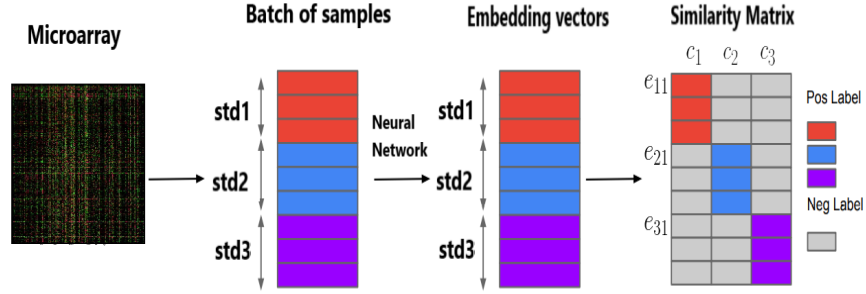 Microarray
Batch of samples
Embedding vectors
Similarity Matrix
std1
std2
std3
Neural
Network
std1
std2
std3
c1 c2 c3
e11
e21
e31
Pos Label
Neg Label